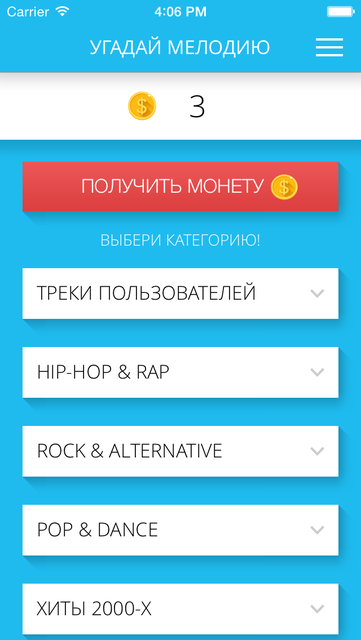 Carrier 4:06 PM
УГАДАЙ МЕЛОДИЮ
3
ПОЛУЧИТЬ МОНЕТУ
ВЫБЕРИ КАТЕГОРИЮ!
ТРЕКИ ПОЛЬЗОВАТЕЛЕЙ
HIP-HOP & RAP
ROCK & ALTERNATIVE
POP & DANCE
ХИТЫ 2000-Х